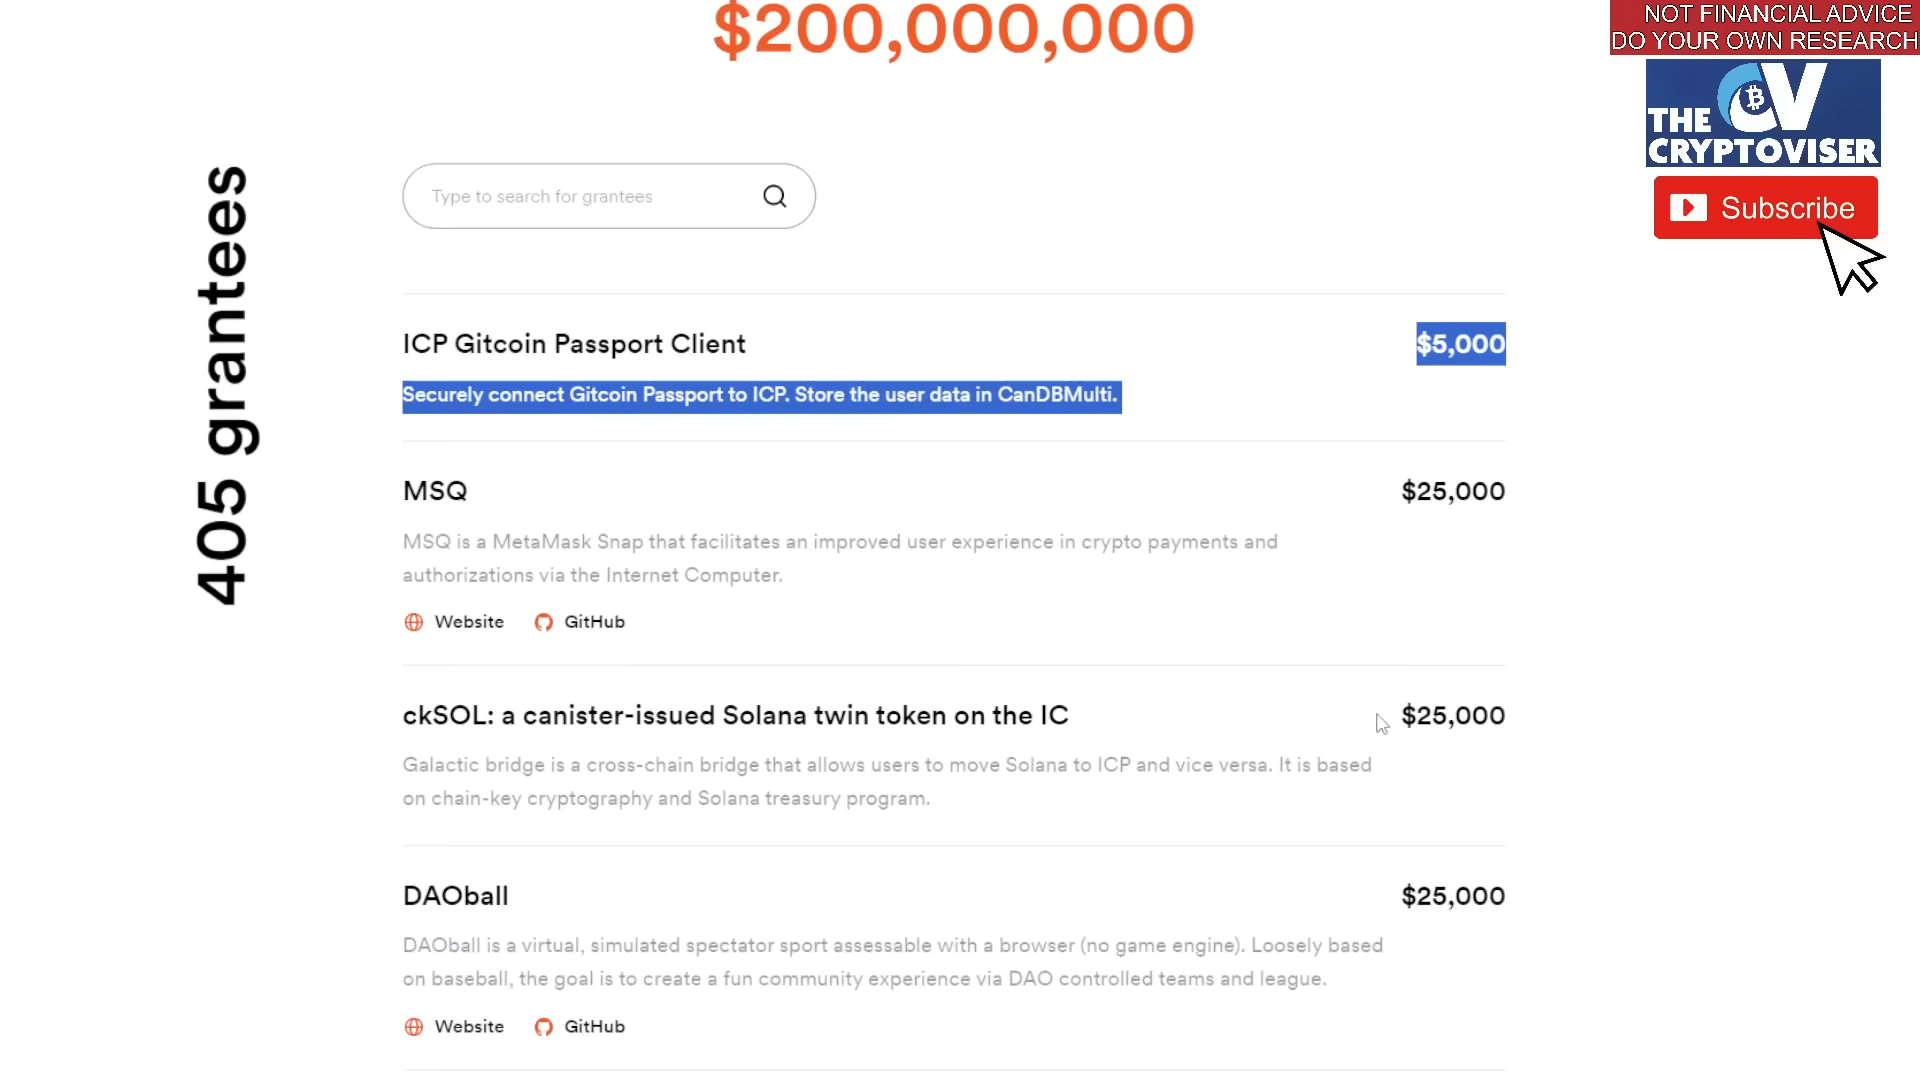 $200,000,000
NOT FINANCIAL ADVICE
DO YOUR OWN RESEARCH
THE CV
CRYPTOVISER
Subscribe
405 grantees
Type to search for grantees
ICP Gitcoin Passport Client
$5,000
Securely connect Gitcoin Passport to ICP. Store the user data in CanDBMulti.
MSQ
$25,000
MSQ is a MetaMask Snap that facilitates an improved user experience in crypto payments and
authorizations via the Internet Computer.
Website GitHub
ckSOL: a canister-issued Solana twin token on the IC
$25,000
Galactic bridge is a cross-chain bridge that allows users to move Solana to ICP and vice versa. It is based
on chain-key cryptography and Solana treasury program.
DAOball
$25,000
DAOball is a virtual, simulated spectator sport assessable with a browser (no game engine). Loosely based
on baseball, the goal is to create a fun community experience via DAO controlled teams and league.
Website GitHub